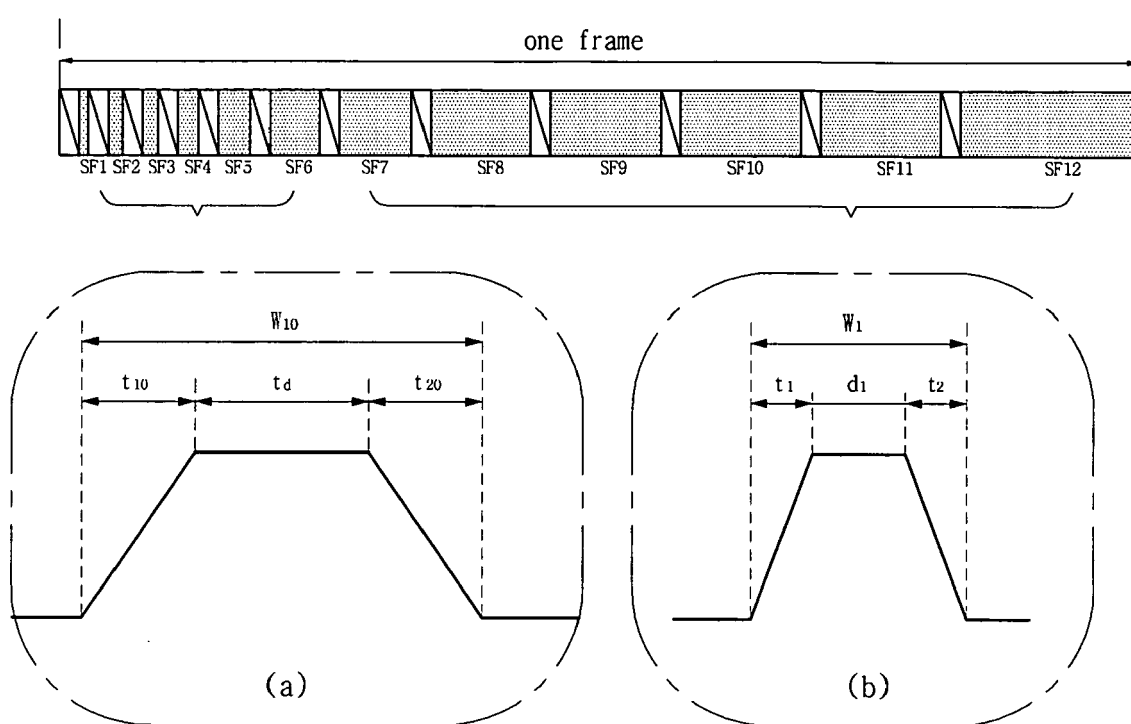 one frame
SF1 SF2 SF3 SF4 SF5 SF6 SF7 SF8 SF9 SF10 SF11 SF12
W10 W1
t10 td t20 t1 d1 t2
(a) (b)